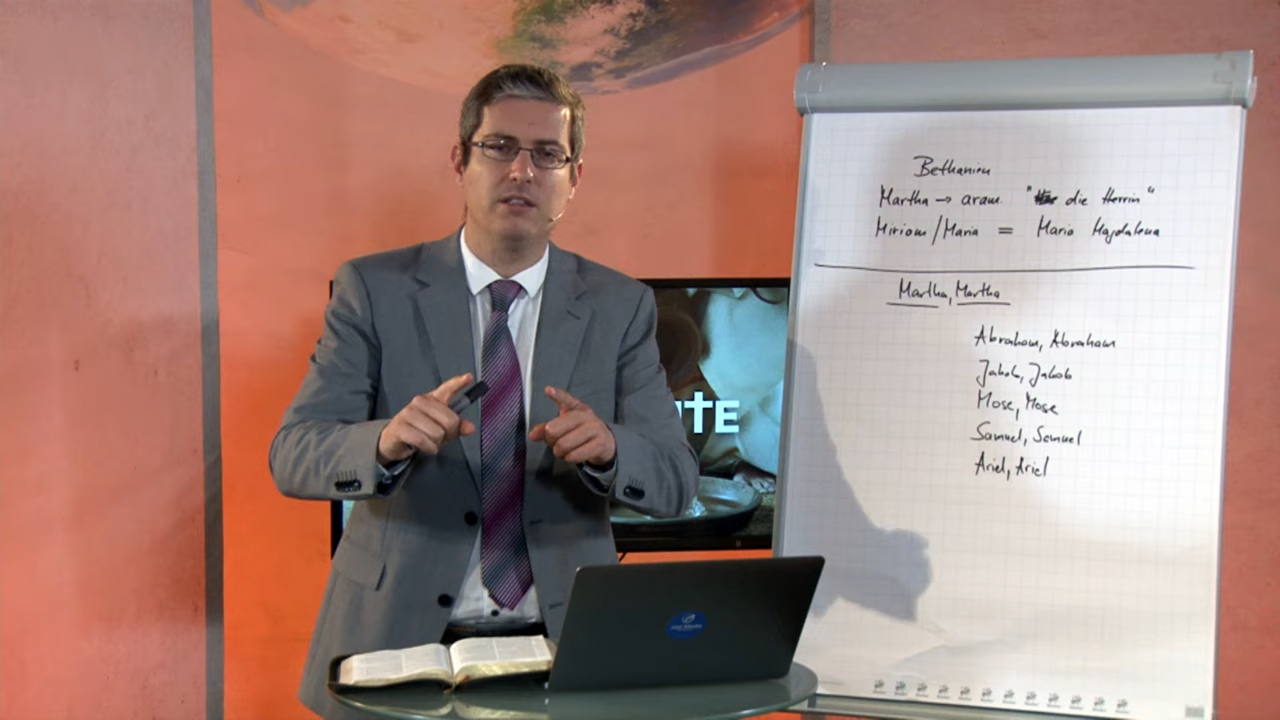 Bethanien
Martha → aram. "die Herrin"
Miriam/Maria = Maria Magdalena
Martha, Martha
Abraham, Abraham
Jakob, Jakob
Mose, Mose
Samuel, Samuel
Ariel, Ariel
UTE